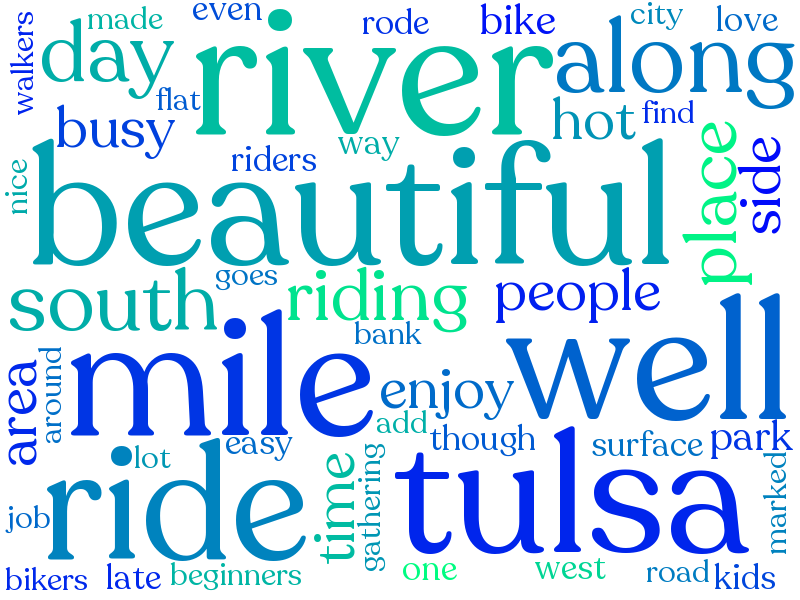 walkers
made
even
rode
bike
city
love
day
river
along
flat
busy
hot
find
way
riders
nice
beautiful
place
side
south
goes
riding
people
bank
mile
well
area
around
enjoy
add
though
surface
park
easy
lot
ride
time
gathering
tulsa
marked
job
bikers
late
beginners
one
west
road
kids